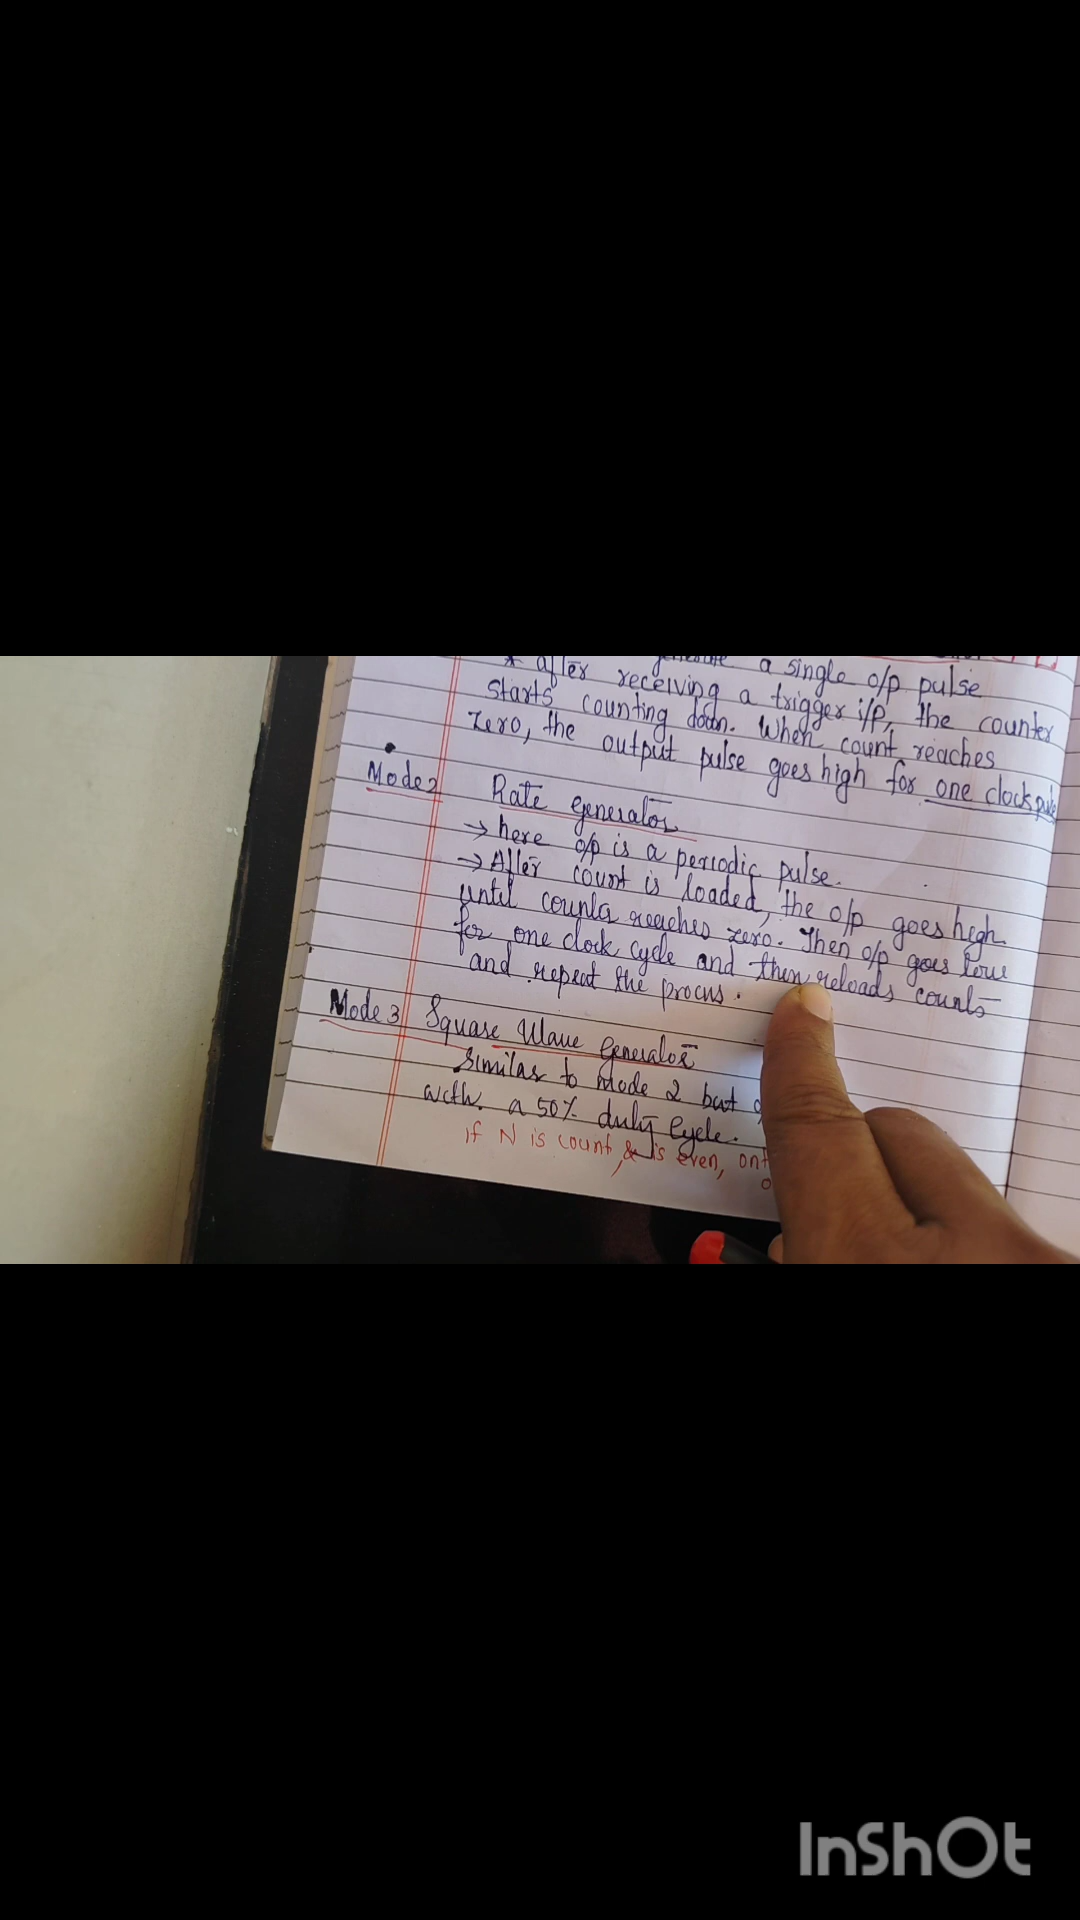 * after generate a single o/p pulse
receiving a trigger i/p, the counter
starts counting down. When count reaches
zero, the output pulse goes high for one clock pulse
Mode 2 Rate Generator
→ here o/p is a periodic pulse.
→ After count is loaded, the o/p goes high
until counter reaches zero. Then o/p goes low
for one clock cycle and then reloads counts
and repeat the process.
Mode 3 Square Wave Generator
Similar to mode 2 but
with a 50% duty Cycle.
if N is count, & is even, ont
InShOt